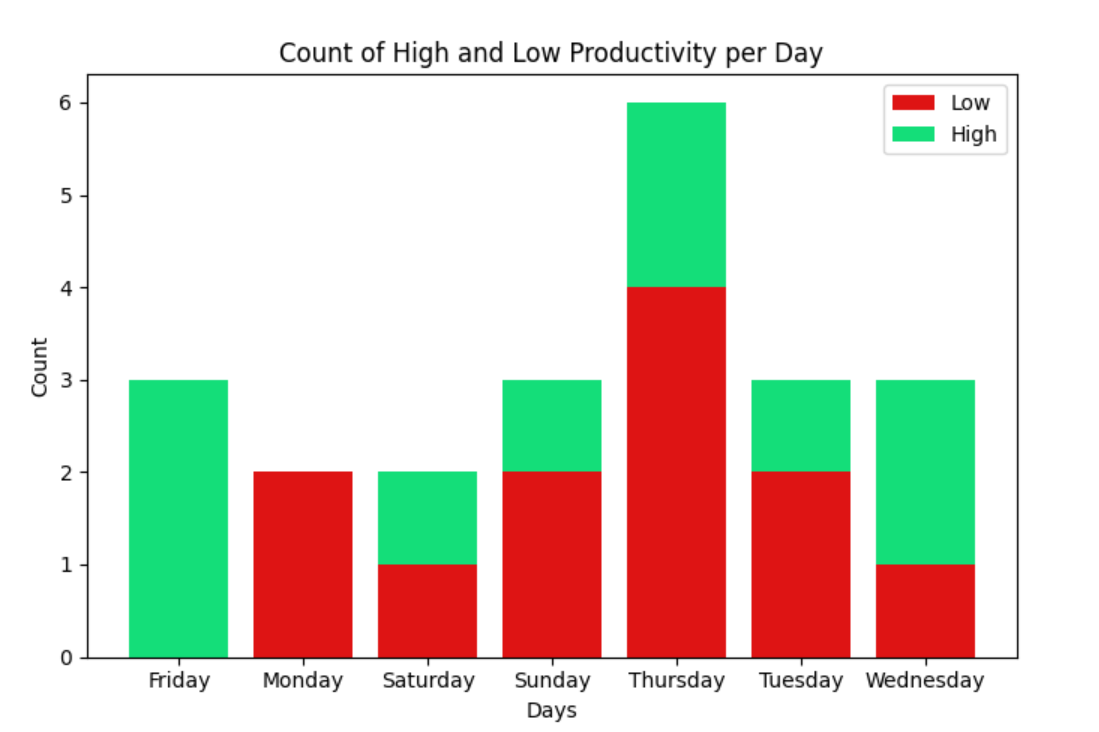 Count of High and Low Productivity per Day
Low
High
6
5
4
3
2
1
0
Count
Friday Monday Saturday Sunday Thursday Tuesday Wednesday
Days